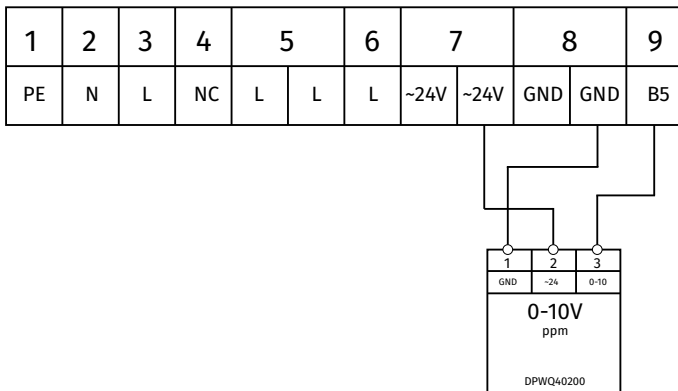 1 2 3 4 5 6 7 8 9
PE N L NC L L L ~24V ~24V GND GND B5
1 2 3
GND ~24 0-10
0-10V
ppm
DPWQ40200